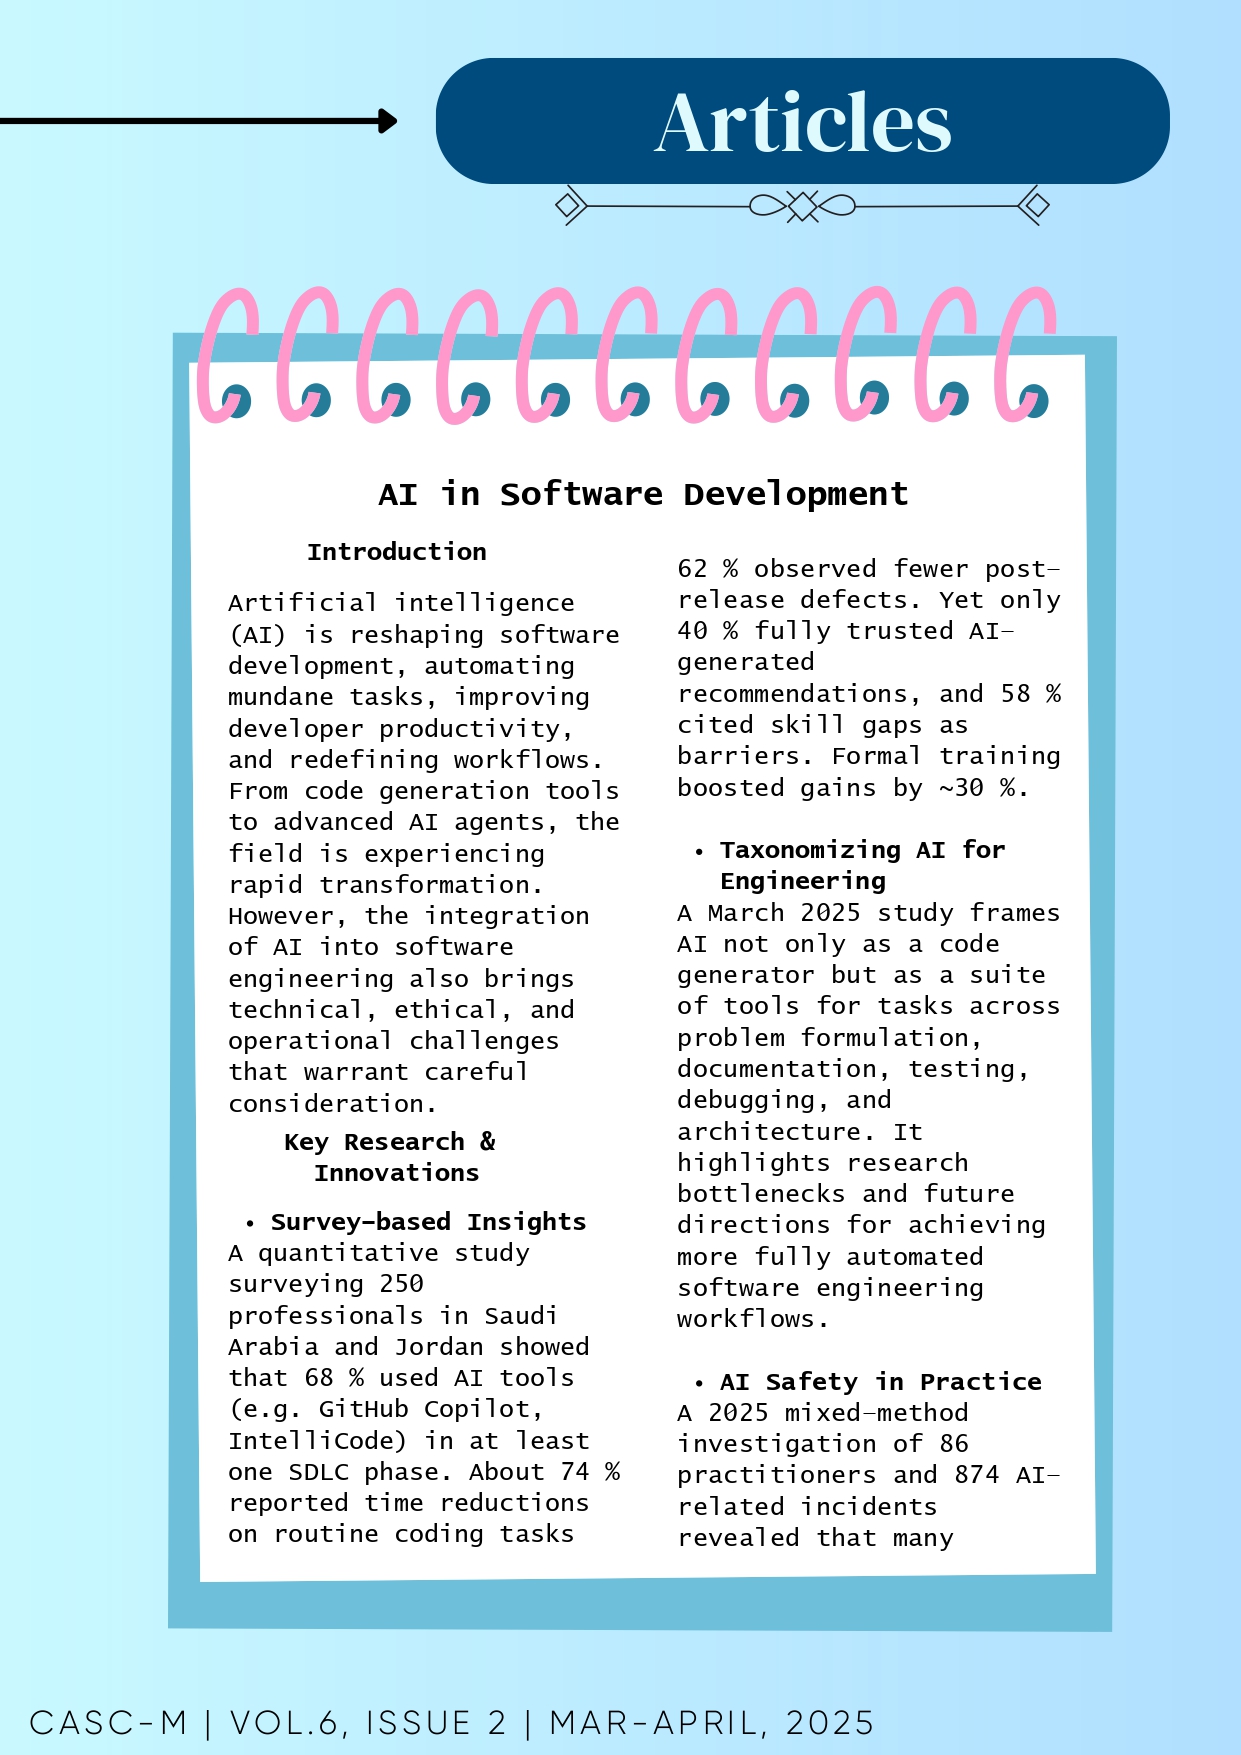 Articles
AI in Software Development
Introduction
Artificial intelligence
(AI) is reshaping software
development, automating
mundane tasks, improving
developer productivity,
and redefining workflows.
From code generation tools
to advanced AI agents, the
field is experiencing
rapid transformation.
However, the integration
of AI into software
engineering also brings
technical, ethical, and
operational challenges
that warrant careful
consideration.
Key Research &
Innovations
• Survey-based Insights
A quantitative study
surveying 250
professionals in Saudi
Arabia and Jordan showed
that 68 % used AI tools
(e.g. GitHub Copilot,
IntelliCode) in at least
one SDLC phase. About 74 %
reported time reductions
on routine coding tasks
62 % observed fewer post-
release defects. Yet only
40 % fully trusted AI-
generated
recommendations, and 58 %
cited skill gaps as
barriers. Formal training
boosted gains by ~30 %.
• Taxonomizing AI for
Engineering
A March 2025 study frames
AI not only as a code
generator but as a suite
of tools for tasks across
problem formulation,
documentation, testing,
debugging, and
architecture. It
highlights research
bottlenecks and future
directions for achieving
more fully automated
software engineering
workflows.
• AI Safety in Practice
A 2025 mixed-method
investigation of 86
practitioners and 874 AI-
related incidents
revealed that many
CASC-M | VOL.6, ISSUE 2 | MAR-APRIL, 2025